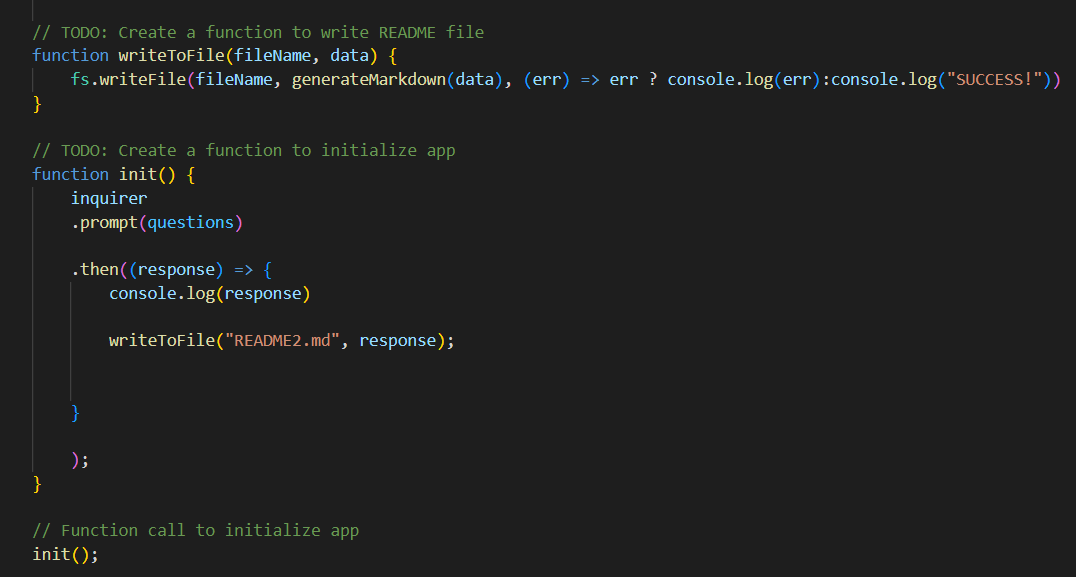 // TODO: Create a function to write README file
function writeToFile(fileName, data) {
    fs.writeFile(fileName, generateMarkdown(data), (err) => err ? console.log(err):console.log("SUCCESS!"))
}
// TODO: Create a function to initialize app
function init() {
    inquirer
    .prompt(questions)
    .then((response) => {
        console.log(response)
        writeToFile("README2.md", response);
    }
    );
}
// Function call to initialize app
init();